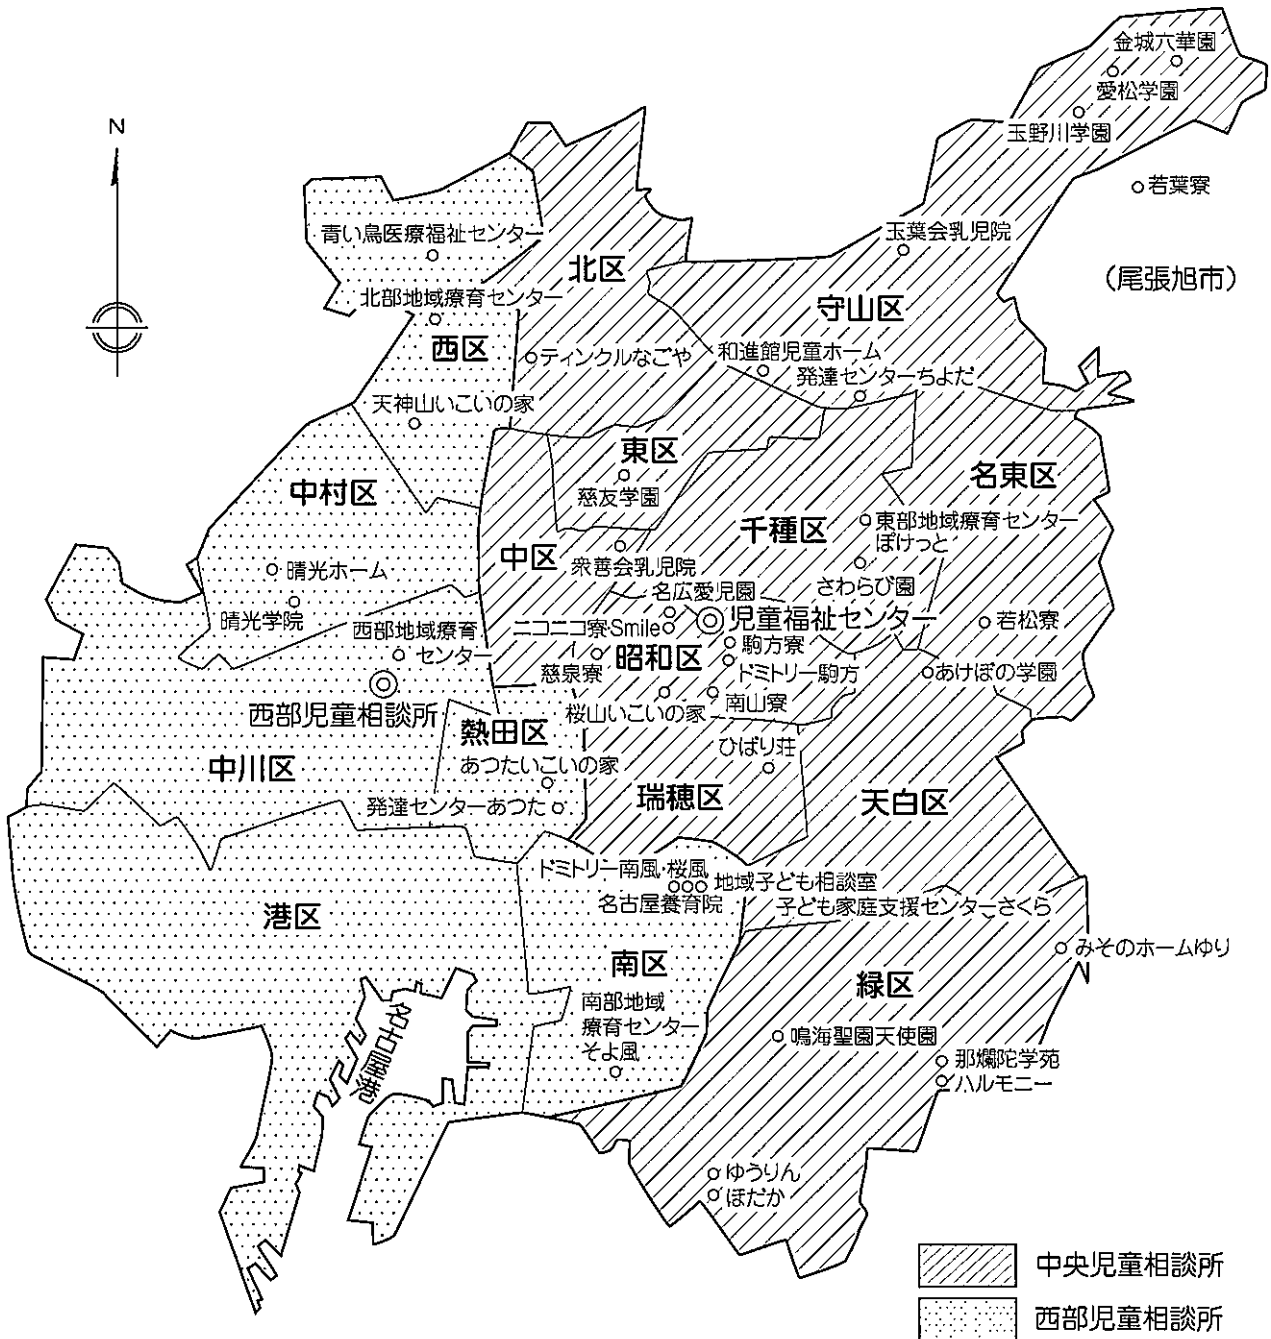 金城六華園
愛松学園
N
玉野川学園
若葉寮
青い鳥医療福祉センター
玉葉会乳児院
北区
(尾張旭市)
北部地域療育センター
守山区
西区
ティンクルなごや
和進館児童ホーム
発達センターちよだ
天神山いこいの家
東区
名東区
中村区
慈友学園
千種区
東部地域療育センター
ぽけっと
中区
衆善会乳児院
晴光ホーム
さわらび園
名広愛児園
晴光学院
西部地域療育
センター
ニコニコ寮・Smile
児童福祉センター
若松寮
駒方寮
昭和区
慈泉寮
ドミトリー駒方
あけぼの学園
西部児童相談所
桜山いこいの家
南山寮
熱田区
ひばり荘
中川区
あつたいこいの家
瑞穂区
天白区
発達センターあつた
ドミトリー南風・桜風
地域子ども相談室
名古屋養育院
子ども家庭支援センターさくら
港区
みそのホームゆり
南区
緑区
南部地域
療育センター
そよ風
名古屋港
鳴海聖園天使園
那爛陀学苑
ハルモニー
ゆうりん
ほだか
中央児童相談所
西部児童相談所